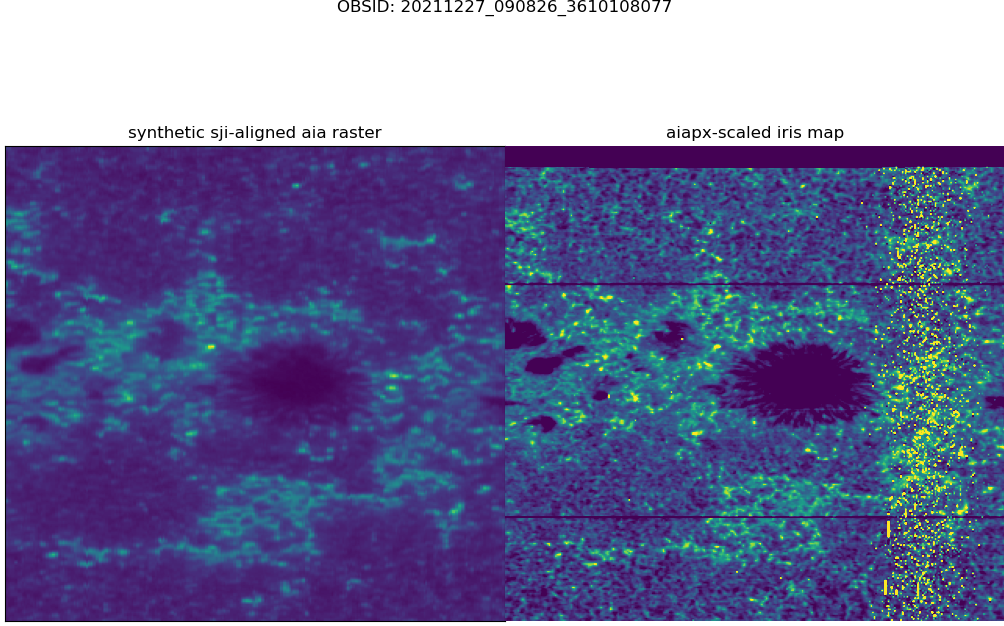 OBSID: 20211227_090826_3610108077
synthetic sji-aligned aia raster
aiapx-scaled iris map